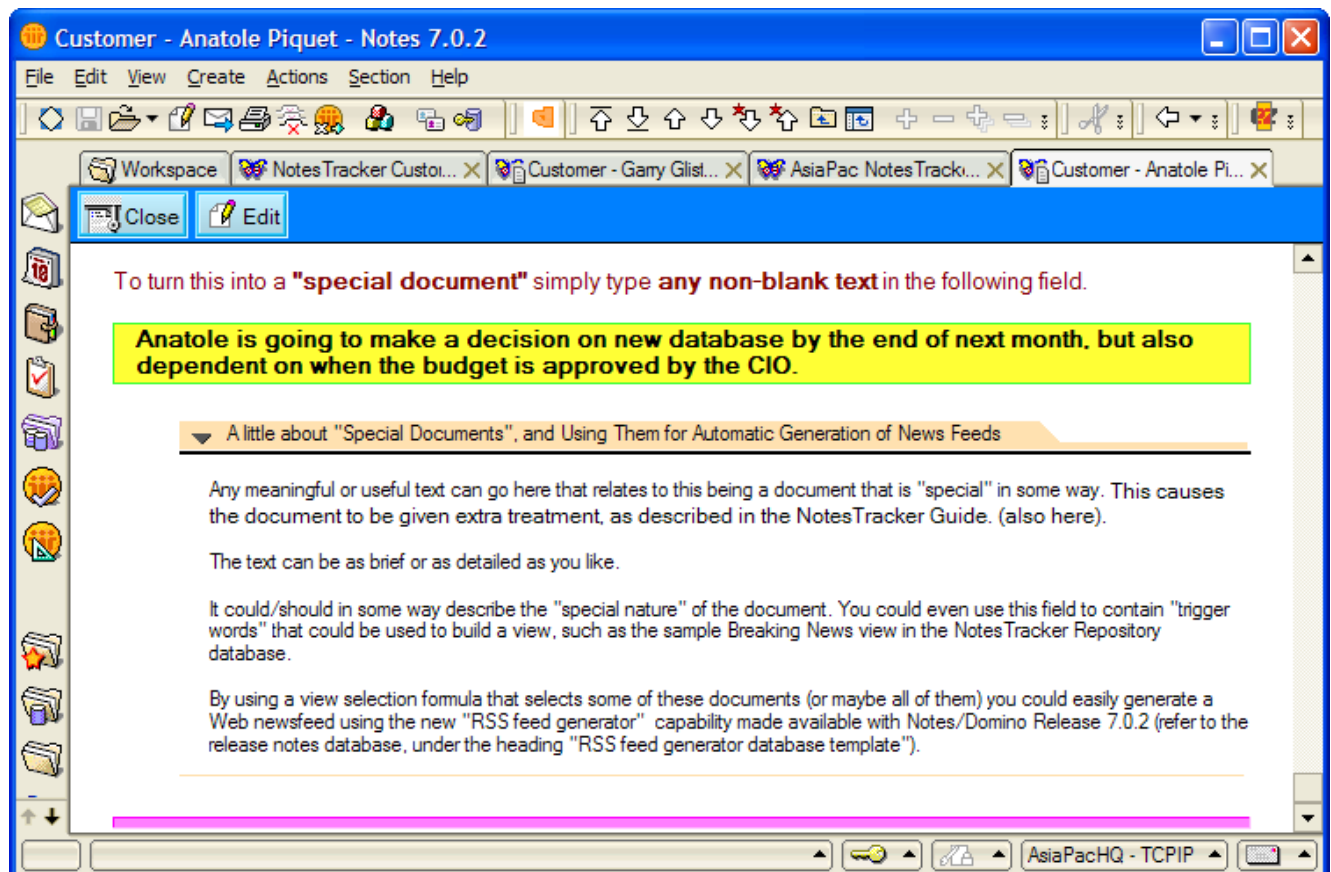 Customer - Anatole Piquet - Notes 7.0.2
File Edit View Create Actions Section Help
Workspace NotesTracker Custo... Customer - Garry Glist... AsiaPac NotesTrack... Customer - Anatole Pi...
Close Edit
To turn this into a "special document" simply type any non-blank text in the following field.
Anatole is going to make a decision on new database by the end of next month, but also
dependent on when the budget is approved by the CIO.
A little about "Special Documents", and Using Them for Automatic Generation of News Feeds
Any meaningful or useful text can go here that relates to this being a document that is "special" in some way. This causes
the document to be given extra treatment, as described in the NotesTracker Guide. (also here).
The text can be as brief or as detailed as you like.
It could/should in some way describe the "special nature" of the document. You could even use this field to contain "trigger
words" that could be used to build a view, such as the sample Breaking News view in the NotesTracker Repository
database.
By using a view selection formula that selects some of these documents (or maybe all of them) you could easily generate a
Web newsfeed using the new "RSS feed generator" capability made available with Notes/Domino Release 7.0.2 (refer to the
release notes database, under the heading "RSS feed generator database template").
AsiaPacHQ - TCPIP